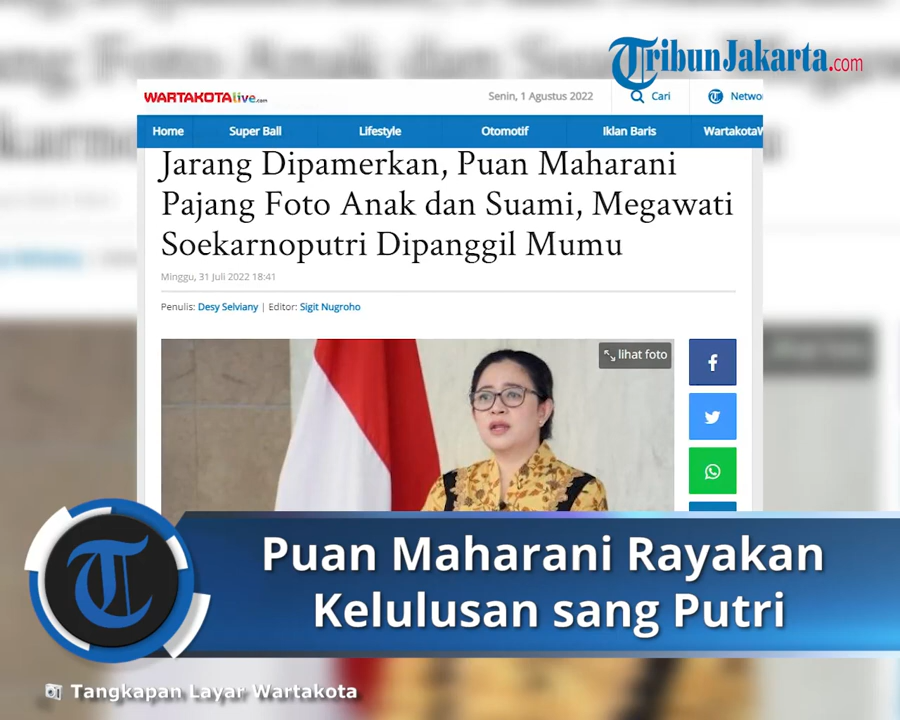 TribunJakarta.com
WARTAKOTAlive.com
Senin, 1 Agustus 2022
Cari
Netwo
Home
Super Ball
Lifestyle
Otomotif
Iklan Baris
WartakotaW
Jarang Dipamerkan, Puan Maharani
Pajang Foto Anak dan Suami, Megawati
Soekarnoputri Dipanggil Mumu
Minggu, 31 Juli 2022 18:41
Penulis: Desy Selviany | Editor: Sigit Nugroho
lihat foto
Puan Maharani Rayakan
Kelulusan sang Putri
Tangkapan Layar Wartakota